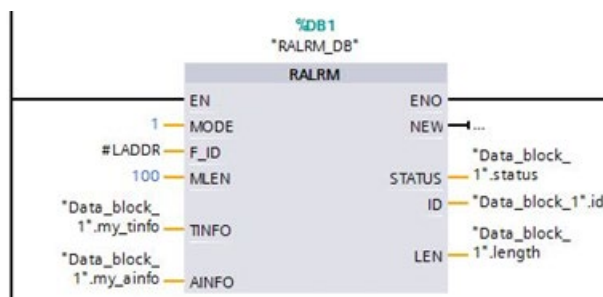 %DB1
"RALRM_DB"
RALRM
EN ENO
1 MODE NEW ...
#LADDR F_ID
100 MLEN STATUS "Data_block_
1".status
ID "Data_block_1".id
"Data_block_
1".my_tinfo TINFO
LEN "Data_block_
1".length
"Data_block_
1".my_ainfo AINFO